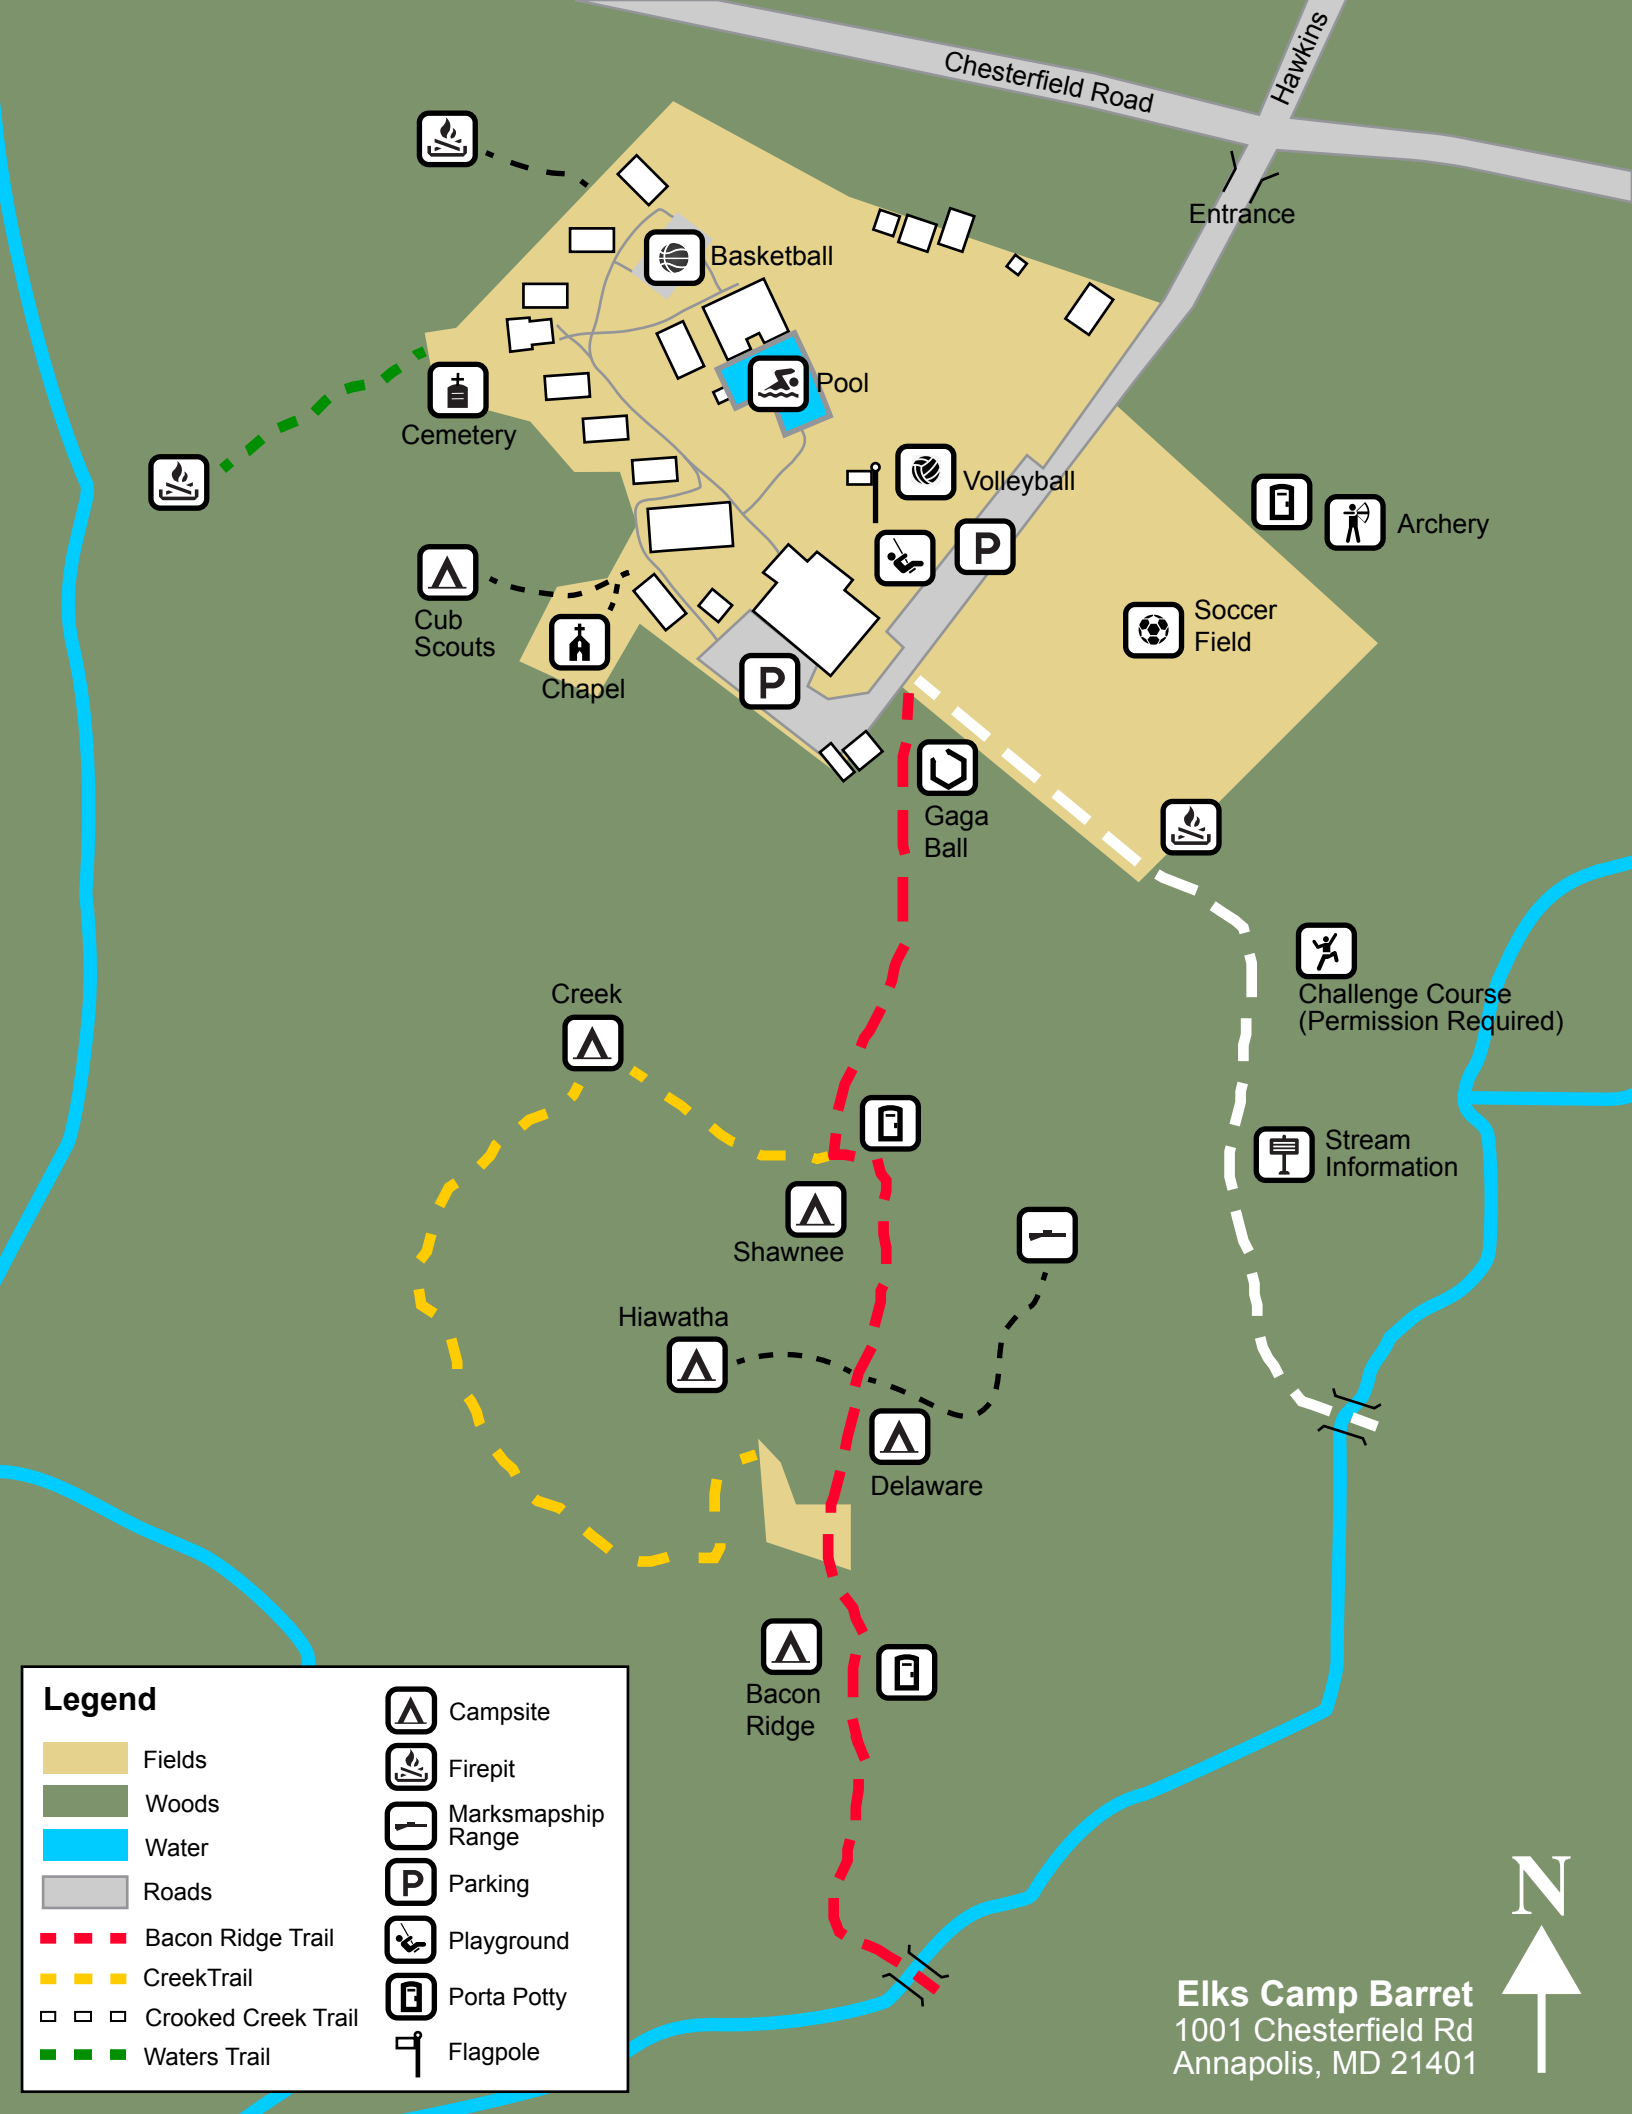 Chesterfield Road
Hawkins
Entrance
Basketball
Pool
Cemetery
Volleyball
P
Archery
Cub
Scouts
Soccer
Field
Chapel
P
Gaga
Ball
Creek
Challenge Course
(Permission Required)
Stream
Information
Shawnee
Hiawatha
Delaware
Bacon
Ridge
Legend
Fields
Woods
Water
Roads
Bacon Ridge Trail
CreekTrail
Crooked Creek Trail
Waters Trail
Campsite
Firepit
Marksmapship
Range
P
Parking
Playground
Porta Potty
Flagpole
N
Elks Camp Barret
1001 Chesterfield Rd
Annapolis, MD 21401